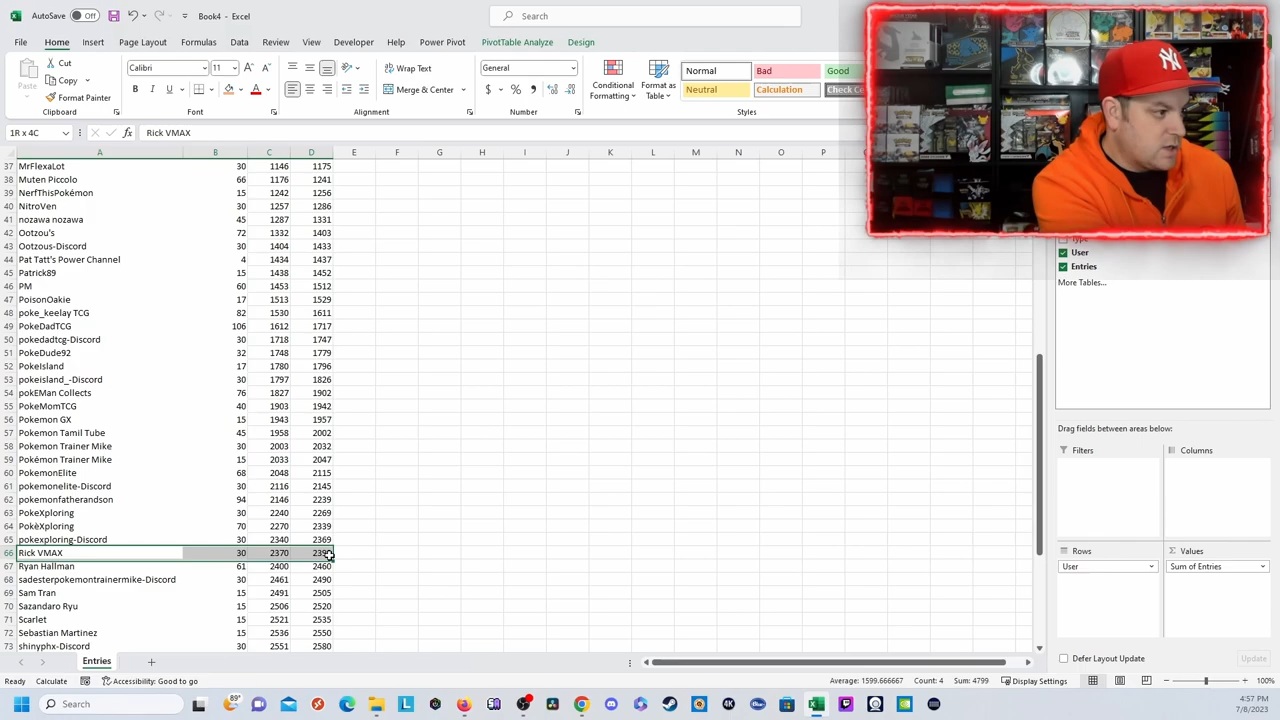 AutoSave Off Book4 - Excel Search
File Home Insert Page Layout Formulas Data Review View Developer Help Power Pivot PivotTable Analyze Design
Paste Cut Copy Format Painter Clipboard
Calibri B I U Font
Wrap Text Merge & Center Alignment
General $ % Number
Conditional Formatting Format as Table
Normal Bad Good
Neutral Calculation Check Ce
Styles
1R x 4C fx Rick VMAX
A B C D E F G H I J K L M N O P
37 MrFlexaLot 30 1146 1175
38 Muten Piccolo 66 1176 1241
39 NerfThisPokémon 15 1242 1256
40 NitroVen 30 1257 1286
41 nozawa nozawa 45 1287 1331
42 Ootzou's 72 1332 1403
43 Ootzous-Discord 30 1404 1433
44 Pat Tatt's Power Channel 4 1434 1437
45 Patrick89 15 1438 1452
46 PM 60 1453 1512
47 PoisonOakie 17 1513 1529
48 poke_keelay TCG 82 1530 1611
49 PokeDadTCG 106 1612 1717
50 pokedadtcg-Discord 30 1718 1747
51 PokeDude92 32 1748 1779
52 PokeIsland 17 1780 1796
53 pokeisland_-Discord 30 1797 1826
54 pokEMan Collects 76 1827 1902
55 PokeMomTCG 40 1903 1942
56 Pokemon GX 15 1943 1957
57 Pokemon Tamil Tube 45 1958 2002
58 Pokemon Trainer Mike 30 2003 2032
59 Pokémon Trainer Mike 15 2033 2047
60 PokemonElite 68 2048 2115
61 pokemonelite-Discord 30 2116 2145
62 pokemonfatherandson 94 2146 2239
63 PokeXploring 30 2240 2269
64 PokèXploring 70 2270 2339
65 pokexploring-Discord 30 2340 2369
66 Rick VMAX 30 2370
67 Ryan Hallman 61 2400 2460
68 sadesterpokemontrainermike-Discord 30 2461 2490
69 Sam Tran 15 2491 2505
70 Sazandaro Ryu 15 2506 2520
71 Scarlet 15 2521 2535
72 Sebastian Martinez 15 2536 2550
73 shinyphx-Discord 30 2551 2580
Type
User
Entries
More Tables...
Drag fields between areas below:
Filters Columns
Rows Values
User Sum of Entries
Defer Layout Update Update
Entries
Ready Calculate Accessibility: Good to go Average: 1599.666667 Count: 4 Sum: 4799 Display Settings 100%
Search 89° 4K 4:57 PM
7/8/2023